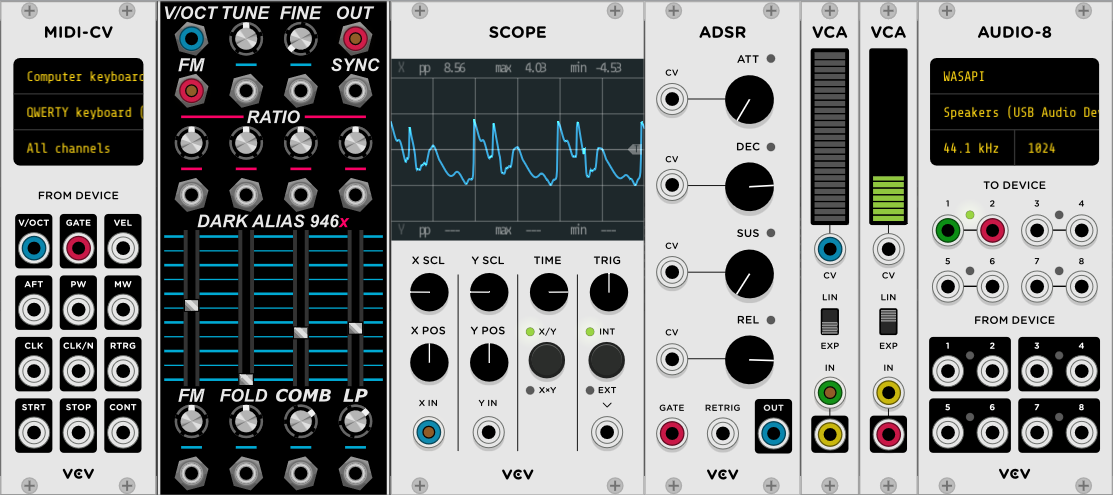 MIDI-CV
Computer keyboard
QWERTY keyboard (
All channels
FROM DEVICE
V/OCT GATE VEL
AFT PW MW
CLK CLK/N RTRG
STRT STOP CONT
VCV
V/OCT TUNE FINE OUT
FM SYNC
RATIO
DARK ALIAS 946x
FM FOLD COMB LP
SCOPE
X pp 8.56 max 4.03 min -4.53
T
Y pp --- max --- min ---
X SCL Y SCL TIME TRIG
X POS Y POS X/Y INT
X×Y EXT
X IN Y IN
VCV
ADSR
ATT
CV
DEC
CV
SUS
CV
REL
CV
GATE RETRIG OUT
VCV
VCA
CV
LIN
EXP
IN
VCA
CV
LIN
EXP
IN
AUDIO-8
WASAPI
Speakers (USB Audio De
44.1 kHz 1024
TO DEVICE
1 2 3 4
5 6 7 8
FROM DEVICE
1 2 3 4
5 6 7 8
VCV